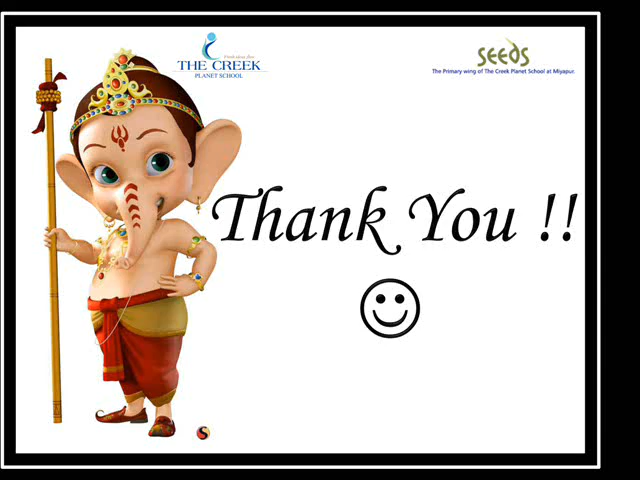 THE CREEK
PLANET SCHOOL
SEEDS
The Primary wing of The Creek Planet School at Miyapur.
Thank You !!
S